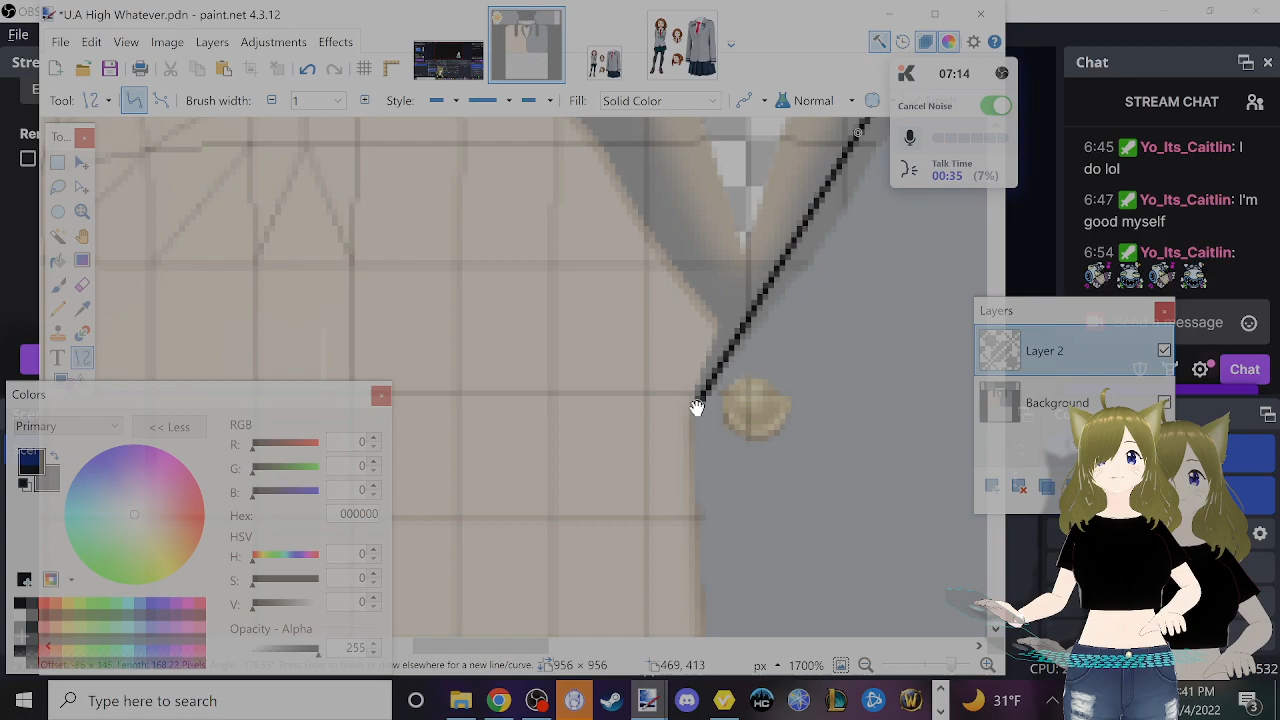 *U.A High Whatever.pdn - paint.net 4.3.12
File Edit View Image Layers Adjustments Effects
Tool: Brush width: 1 Style: Fill: Solid Color Normal
07:14
Cancel Noise
Talk Time
00:35 (7%)
Chat
STREAM CHAT
6:45 Yo_Its_Caitlin: I
do lol
6:47 Yo_Its_Caitlin: I'm
good myself
6:54 Yo_Its_Caitlin:
Send a message
Chat
Layers
Layer 2
Background
Colors
Primary
<< Less
RGB
R: 0
G: 0
B: 0
Hex: 000000
HSV
H: 0
S: 0
V: 0
Opacity - Alpha
255
956 × 956
469, 413
px
1700%
CPU:
Type here to search
31°F